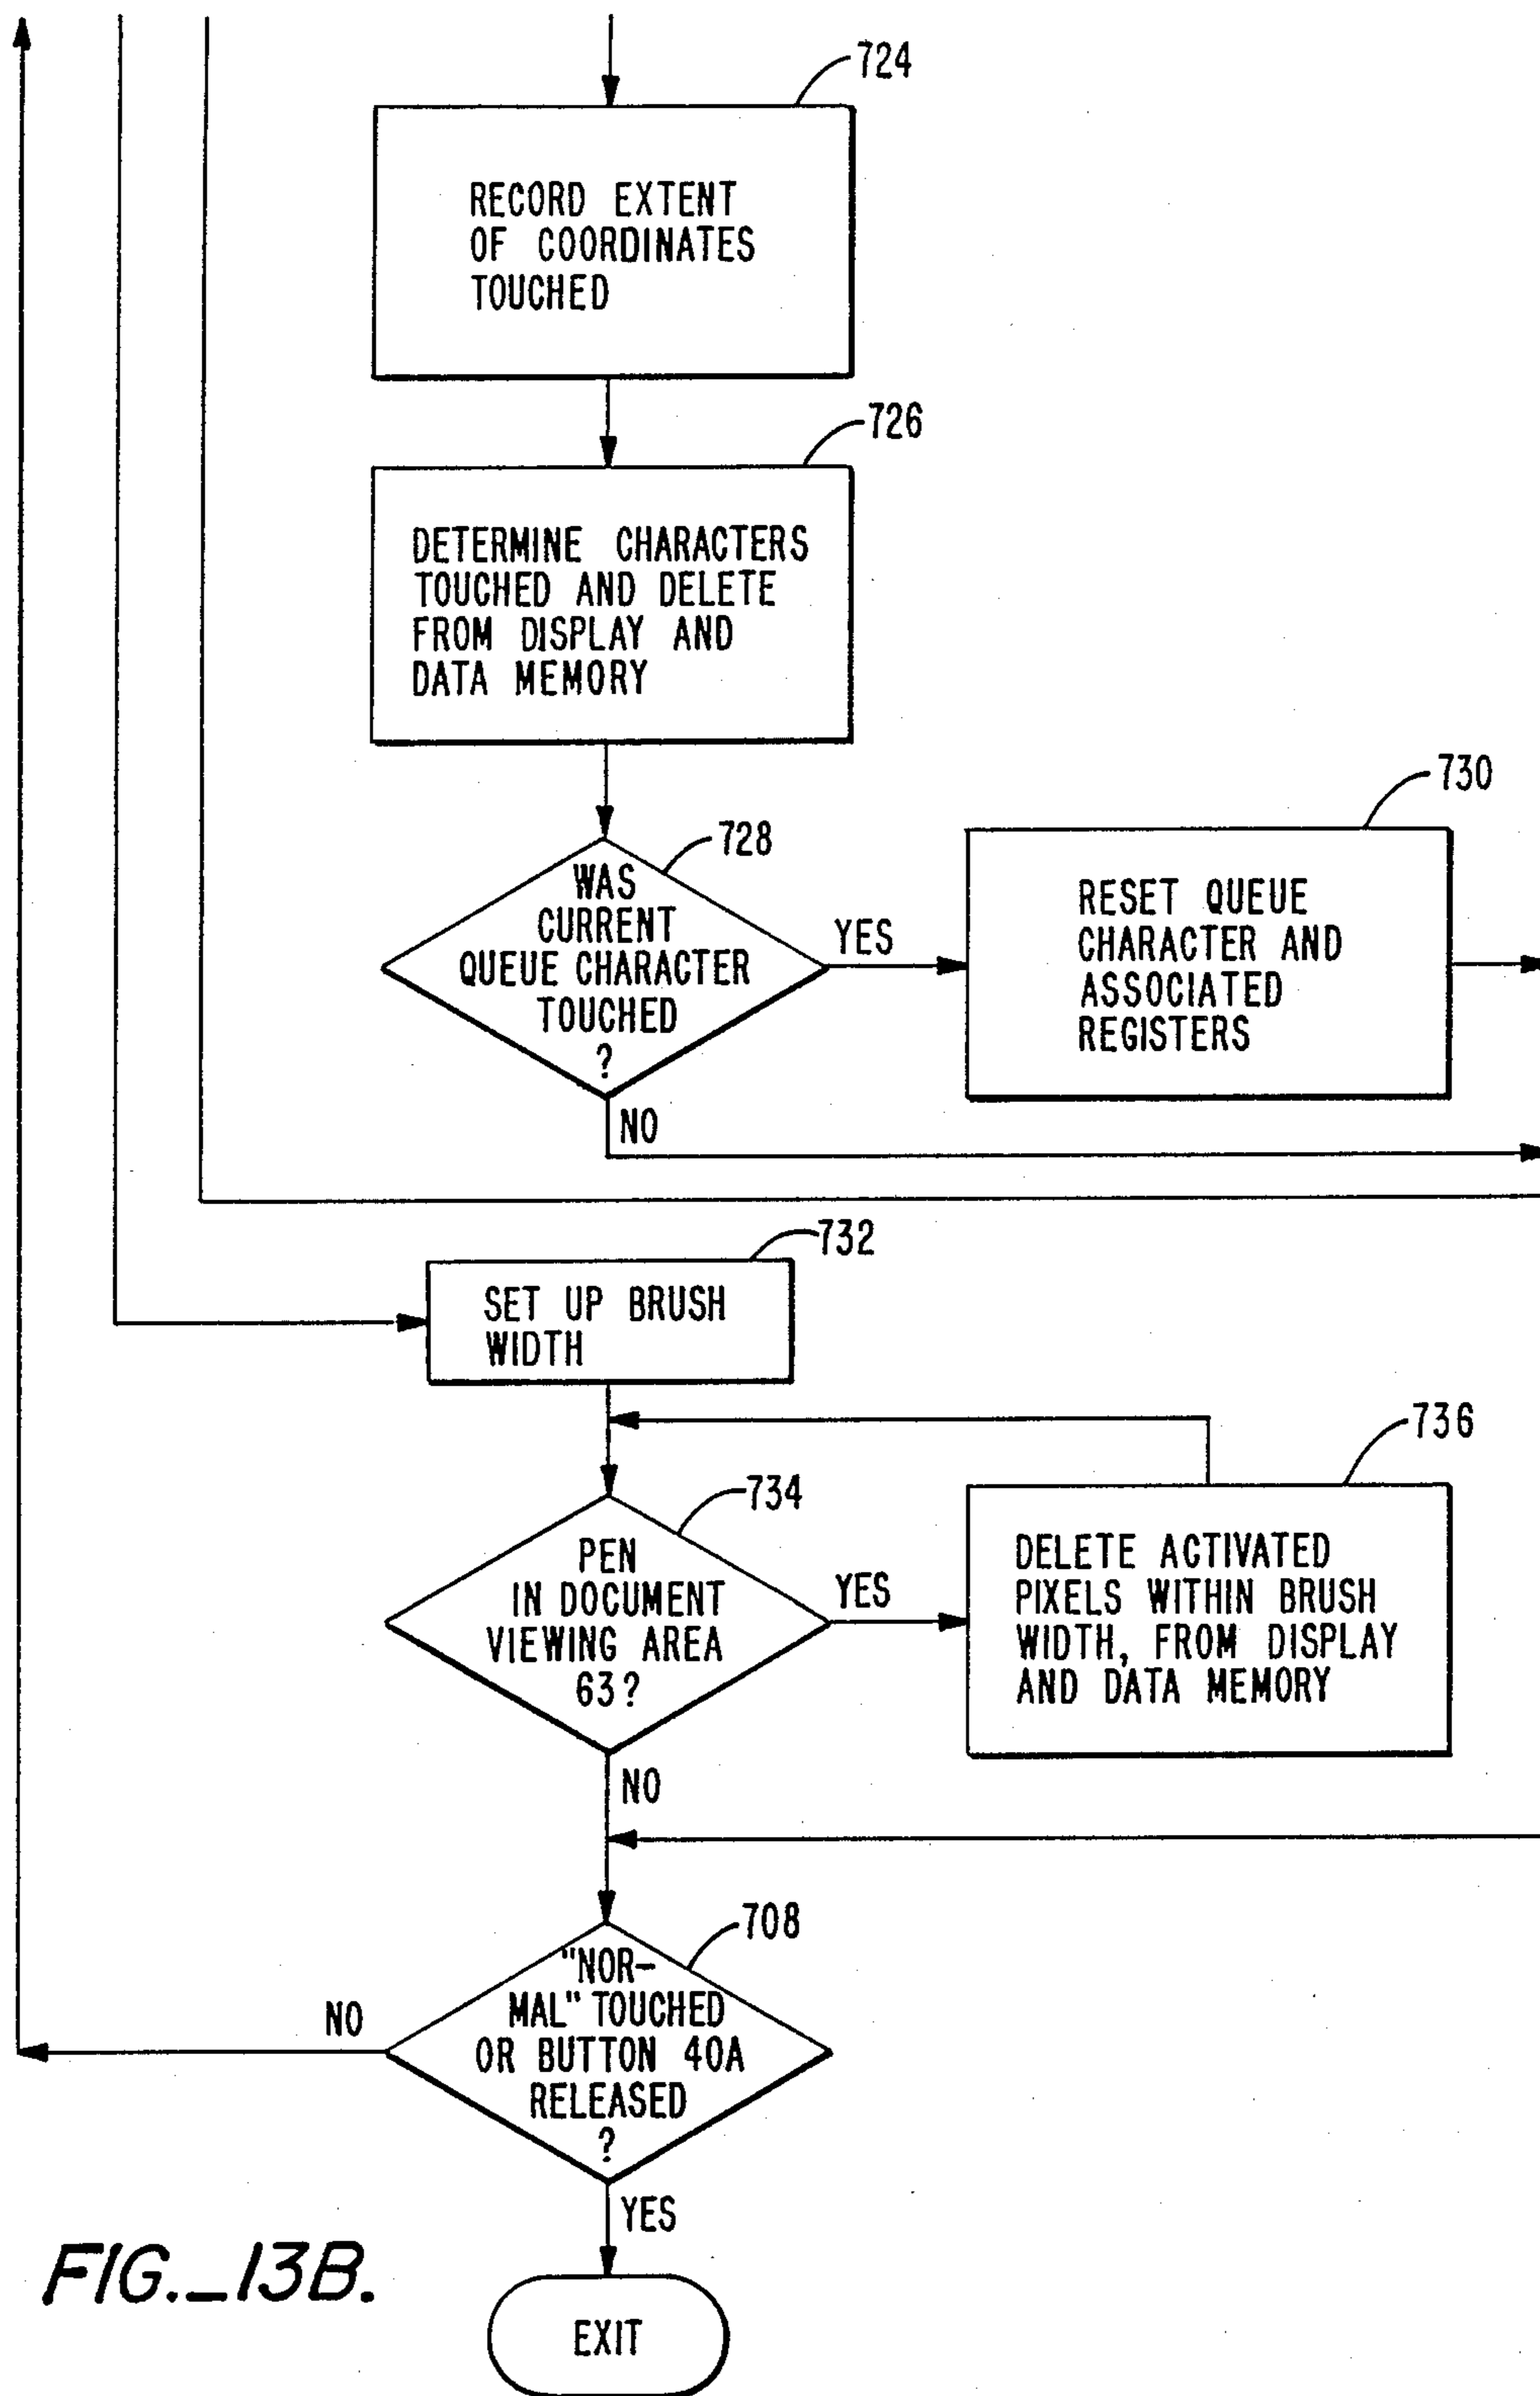 724
RECORD EXTENT
OF COORDINATES
TOUCHED
726
DETERMINE CHARACTERS
TOUCHED AND DELETE
FROM DISPLAY AND
DATA MEMORY
728
WAS
CURRENT
QUEUE CHARACTER
TOUCHED
?
YES
NO
730
RESET QUEUE
CHARACTER AND
ASSOCIATED
REGISTERS
732
SET UP BRUSH
WIDTH
734
PEN
IN DOCUMENT
VIEWING AREA
63?
YES
NO
736
DELETE ACTIVATED
PIXELS WITHIN BRUSH
WIDTH, FROM DISPLAY
AND DATA MEMORY
708
"NOR-
MAL" TOUCHED
OR BUTTON 40A
RELEASED
?
NO
YES
EXIT
FIG._13B.